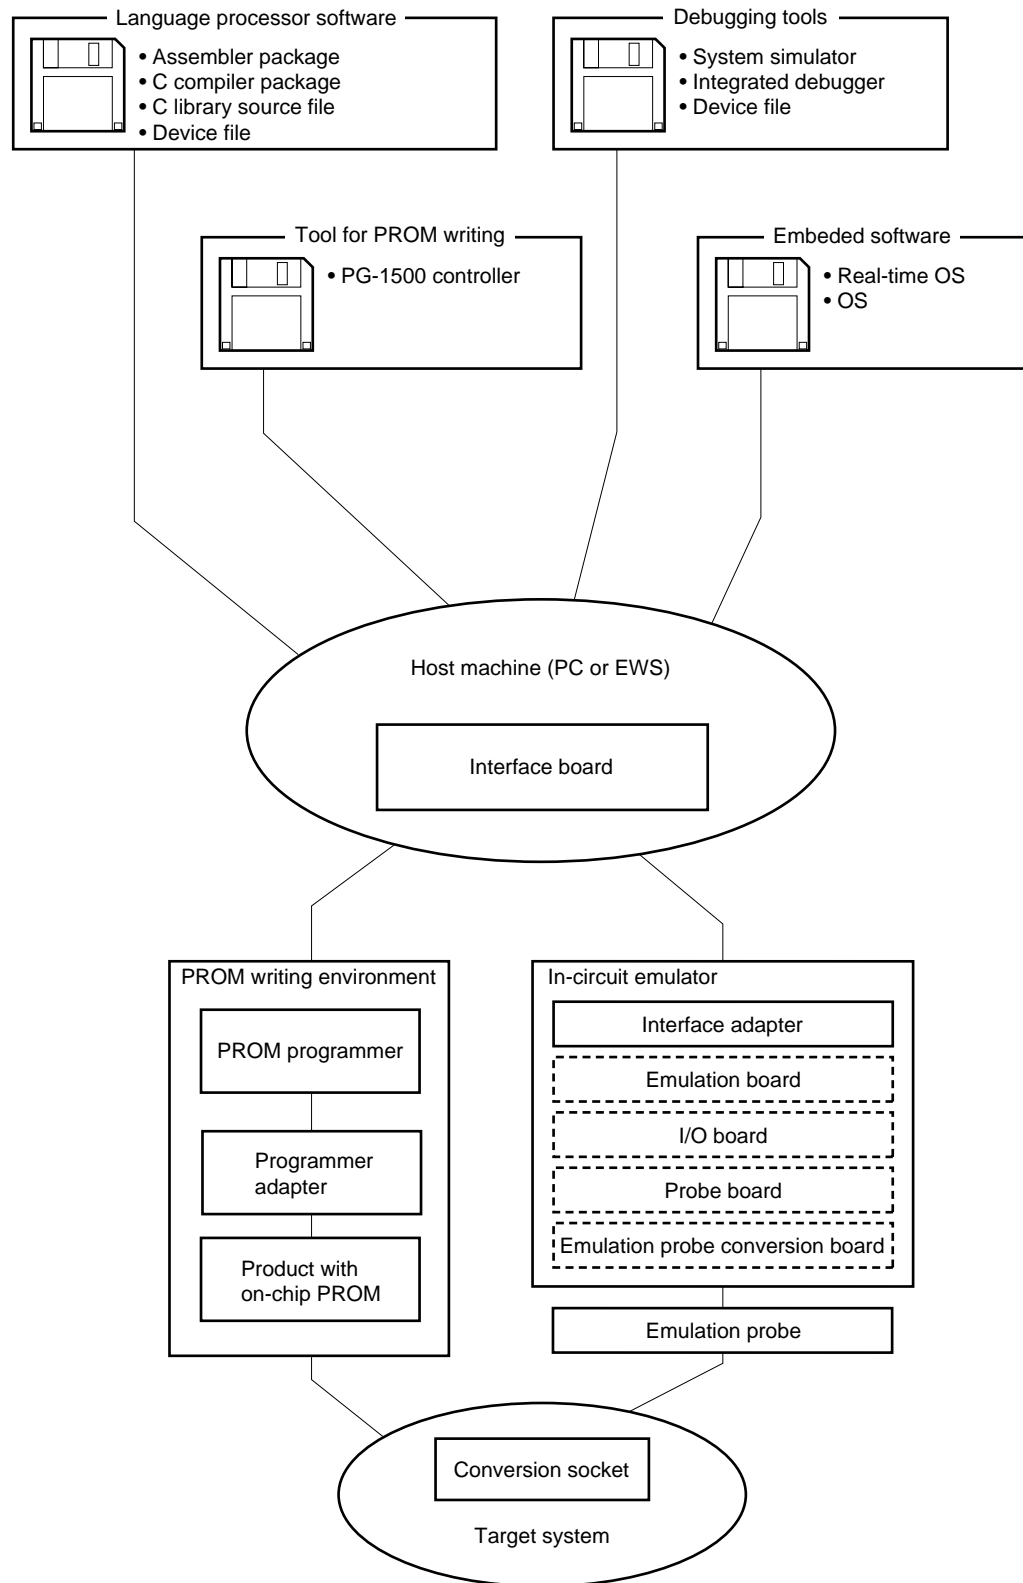 Language processor software
• Assembler package
• C compiler package
• C library source file
• Device file
Debugging tools
• System simulator
• Integrated debugger
• Device file
Tool for PROM writing
• PG-1500 controller
Embeded software
• Real-time OS
• OS
Host machine (PC or EWS)
Interface board
PROM writing environment
PROM programmer
Programmer
adapter
Product with
on-chip PROM
In-circuit emulator
Interface adapter
Emulation board
I/O board
Probe board
Emulation probe conversion board
Emulation probe
Conversion socket
Target system